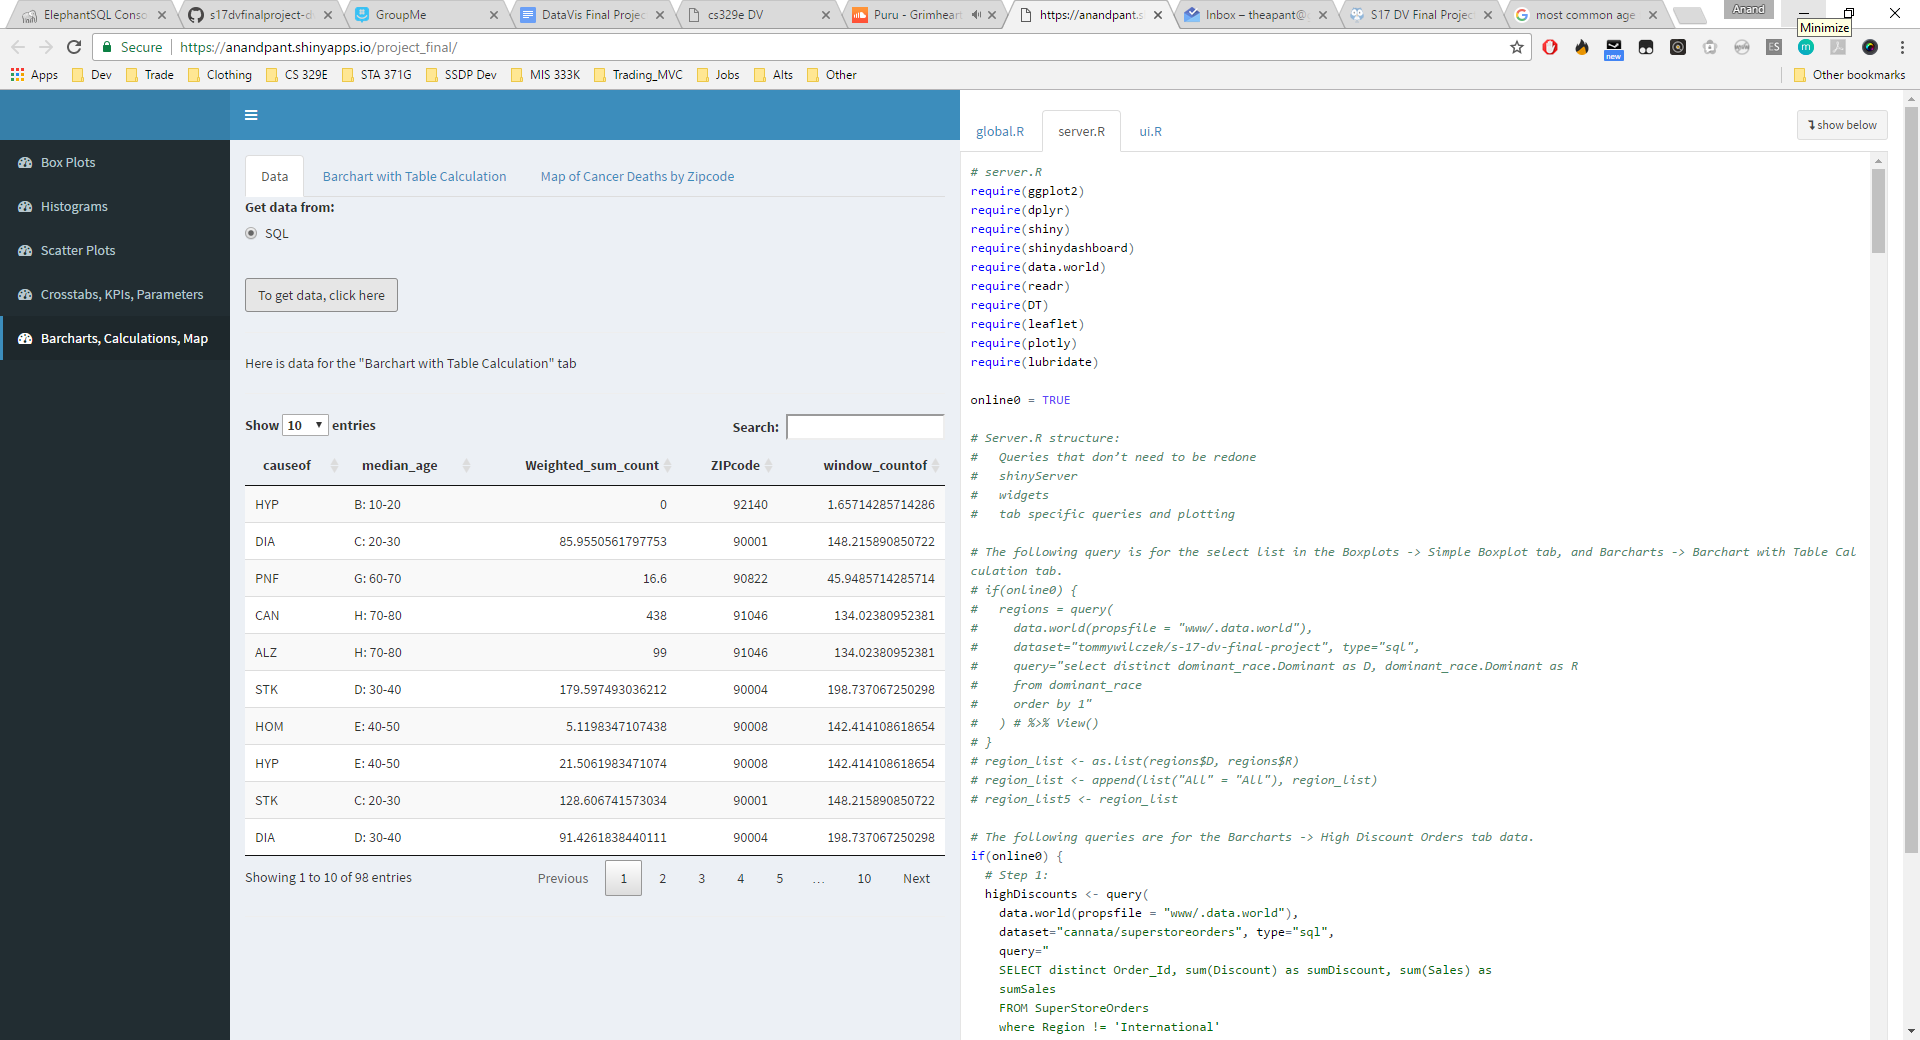 ElephantSQL Conso
s17dvfinalproject-d
GroupMe
DataVis Final Projec
cs329e DV
Puru - Grimheart
https://anandpant.s
Inbox – theapant@
S17 DV Final Project
most common age
Anand
Minimize
Secure
https://anandpant.shinyapps.io/project_final/
new
ES
m
Apps
Dev
Trade
Clothing
CS 329E
STA 371G
SSDP Dev
MIS 333K
Trading_MVC
Jobs
Alts
Other
Other bookmarks
Box Plots
Histograms
Scatter Plots
Crosstabs, KPIs, Parameters
Barcharts, Calculations, Map
Data
Barchart with Table Calculation
Map of Cancer Deaths by Zipcode
Get data from:
SQL
To get data, click here
Here is data for the "Barchart with Table Calculation" tab
Show 10 entries
Search:
causeof median_age Weighted_sum_count ZIPcode window_countof
HYP B: 10-20 0 92140 1.65714285714286
DIA C: 20-30 85.9550561797753 90001 148.215890850722
PNF G: 60-70 16.6 90822 45.9485714285714
CAN H: 70-80 438 91046 134.02380952381
ALZ H: 70-80 99 91046 134.02380952381
STK D: 30-40 179.597493036212 90004 198.737067250298
HOM E: 40-50 5.1198347107438 90008 142.414108618654
HYP E: 40-50 21.5061983471074 90008 142.414108618654
STK C: 20-30 128.606741573034 90001 148.215890850722
DIA D: 30-40 91.4261838440111 90004 198.737067250298
Showing 1 to 10 of 98 entries
Previous 1 2 3 4 5 … 10 Next
global.R
server.R
ui.R
show below
# server.R
require(ggplot2)
require(dplyr)
require(shiny)
require(shinydashboard)
require(data.world)
require(readr)
require(DT)
require(leaflet)
require(plotly)
require(lubridate)
online0 = TRUE
# Server.R structure:
#   Queries that don’t need to be redone
#   shinyServer
#   widgets
#   tab specific queries and plotting
# The following query is for the select list in the Boxplots -> Simple Boxplot tab, and Barcharts -> Barchart with Table Cal
culation tab.
# if(online0) {
#   regions = query(
#     data.world(propsfile = "www/.data.world"),
#     dataset="tommywilczek/s-17-dv-final-project", type="sql",
#     query="select distinct dominant_race.Dominant as D, dominant_race.Dominant as R
#     from dominant_race
#     order by 1"
#   ) # %>% View()
# }
# region_list <- as.list(regions$D, regions$R)
# region_list <- append(list("All" = "All"), region_list)
# region_list5 <- region_list
# The following queries are for the Barcharts -> High Discount Orders tab data.
if(online0) {
  # Step 1:
  highDiscounts <- query(
    data.world(propsfile = "www/.data.world"),
    dataset="cannata/superstoreorders", type="sql",
    query="
    SELECT distinct Order_Id, sum(Discount) as sumDiscount, sum(Sales) as
    sumSales
    FROM SuperStoreOrders
    where Region != 'International'